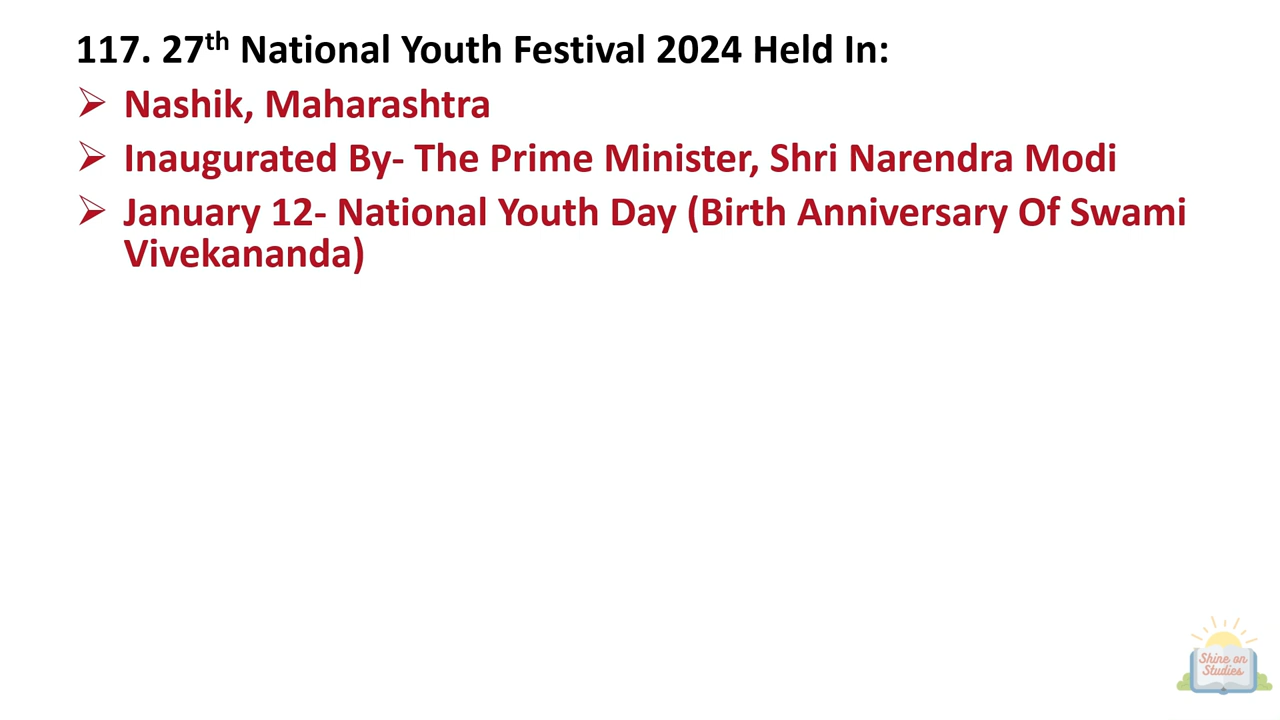 117. 27th National Youth Festival 2024 Held In:
➢ Nashik, Maharashtra
➢ Inaugurated By- The Prime Minister, Shri Narendra Modi
➢ January 12- National Youth Day (Birth Anniversary Of Swami
Vivekananda)
Shine on
Studies